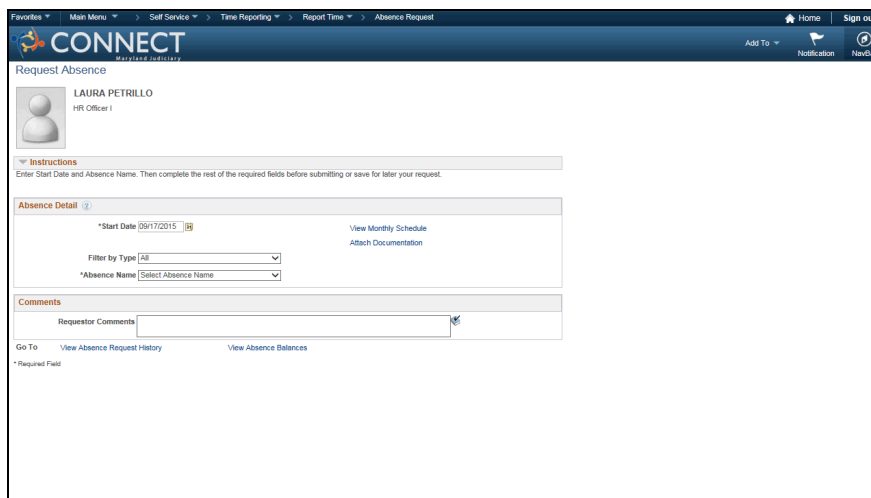 Favorites Main Menu > Self Service > Time Reporting > Report Time > Absence Request Home Sign ou
CONNECT
Maryland Judiciary
Add To Notification NavB
Request Absence
LAURA PETRILLO
HR Officer I
Instructions
Enter Start Date and Absence Name. Then complete the rest of the required fields before submitting or save for later your request.
Absence Detail ?
*Start Date 09/17/2015 View Monthly Schedule
Attach Documentation
Filter by Type All
*Absence Name Select Absence Name
Comments
Requestor Comments
Go To View Absence Request History View Absence Balances
* Required Field